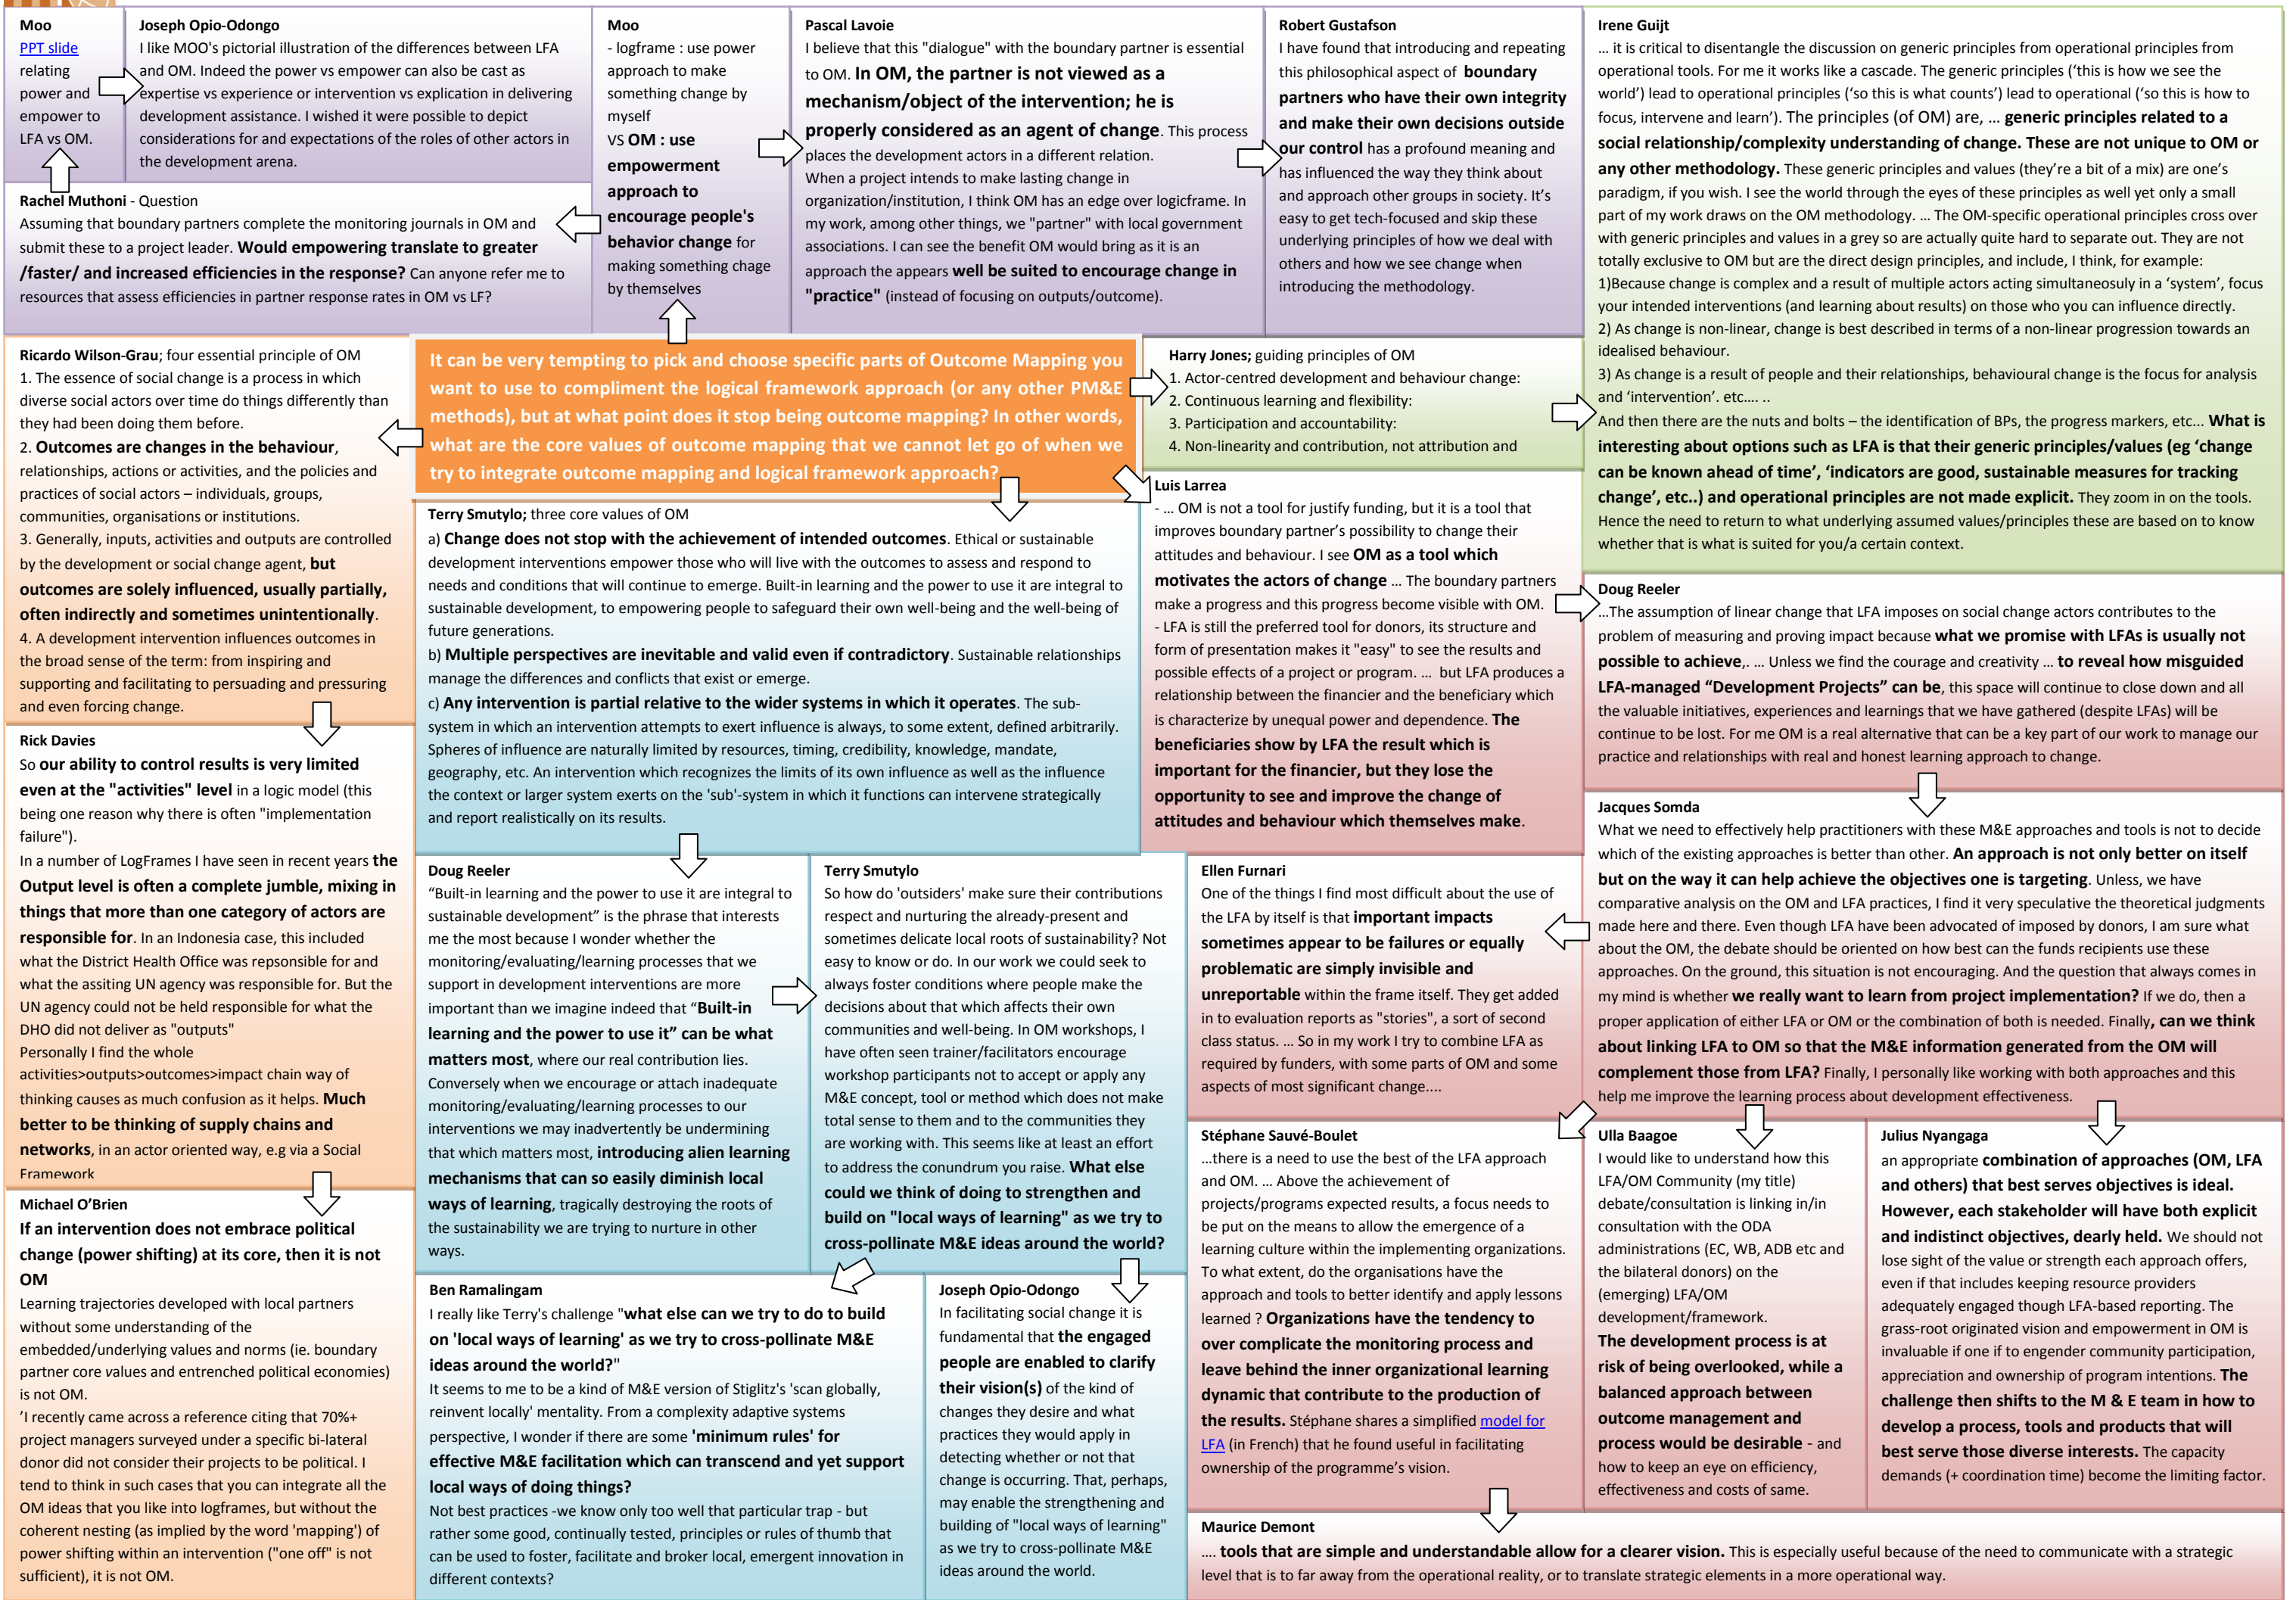 Moo
PPT slide
relating
power and
empower to
LFA vs OM.
Joseph Opio-Odongo
I like MOO's pictorial illustration of the differences between LFA
and OM. Indeed the power vs empower can also be cast as
expertise vs experience or intervention vs explication in delivering
development assistance. I wished it were possible to depict
considerations for and expectations of the roles of other actors in
the development arena.
Rachel Muthoni - Question
Assuming that boundary partners complete the monitoring journals in OM and
submit these to a project leader. Would empowering translate to greater
/faster/ and increased efficiencies in the response? Can anyone refer me to
resources that assess efficiencies in partner response rates in OM vs LF?
Moo
- logframe : use power
approach to make
something change by
myself
VS OM : use
empowerment
approach to
encourage people's
behavior change for
making something chage
by themselves
Pascal Lavoie
I believe that this "dialogue" with the boundary partner is essential
to OM. In OM, the partner is not viewed as a
mechanism/object of the intervention; he is
properly considered as an agent of change. This process
places the development actors in a different relation.
When a project intends to make lasting change in
organization/institution, I think OM has an edge over logicframe. In
my work, among other things, we "partner" with local government
associations. I can see the benefit OM would bring as it is an
approach the appears well be suited to encourage change in
"practice" (instead of focusing on outputs/outcome).
Robert Gustafson
I have found that introducing and repeating
this philosophical aspect of boundary
partners who have their own integrity
and make their own decisions outside
our control has a profound meaning and
has influenced the way they think about
and approach other groups in society. It's
easy to get tech-focused and skip these
underlying principles of how we deal with
others and how we see change when
introducing the methodology.
Irene Guijt
... it is critical to disentangle the discussion on generic principles from operational principles from
operational tools. For me it works like a cascade. The generic principles ('this is how we see the
world') lead to operational principles ('so this is what counts') lead to operational ('so this is how to
focus, intervene and learn'). The principles (of OM) are, ... generic principles related to a
social relationship/complexity understanding of change. These are not unique to OM or
any other methodology. These generic principles and values (they're a bit of a mix) are one's
paradigm, if you wish. I see the world through the eyes of these principles as well yet only a small
part of my work draws on the OM methodology. ... The OM-specific operational principles cross over
with generic principles and values in a grey so are actually quite hard to separate out. They are not
totally exclusive to OM but are the direct design principles, and include, I think, for example:
1)Because change is complex and a result of multiple actors acting simultaneosuly in a 'system', focus
your intended interventions (and learning about results) on those who you can influence directly.
2) As change is non-linear, change is best described in terms of a non-linear progression towards an
idealised behaviour.
3) As change is a result of people and their relationships, behavioural change is the focus for analysis
and 'intervention'. etc.... ..
And then there are the nuts and bolts – the identification of BPs, the progress markers, etc... What is
interesting about options such as LFA is that their generic principles/values (eg 'change
can be known ahead of time', 'indicators are good, sustainable measures for tracking
change', etc..) and operational principles are not made explicit. They zoom in on the tools.
Hence the need to return to what underlying assumed values/principles these are based on to know
whether that is what is suited for you/a certain context.
Ricardo Wilson-Grau; four essential principle of OM
1. The essence of social change is a process in which
diverse social actors over time do things differently than
they had been doing them before.
2. Outcomes are changes in the behaviour,
relationships, actions or activities, and the policies and
practices of social actors – individuals, groups,
communities, organisations or institutions.
3. Generally, inputs, activities and outputs are controlled
by the development or social change agent, but
outcomes are solely influenced, usually partially,
often indirectly and sometimes unintentionally.
4. A development intervention influences outcomes in
the broad sense of the term: from inspiring and
supporting and facilitating to persuading and pressuring
and even forcing change.
It can be very tempting to pick and choose specific parts of Outcome Mapping you
want to use to compliment the logical framework approach (or any other PM&E
methods), but at what point does it stop being outcome mapping? In other words,
what are the core values of outcome mapping that we cannot let go of when we
try to integrate outcome mapping and logical framework approach?
Harry Jones; guiding principles of OM
1. Actor-centred development and behaviour change:
2. Continuous learning and flexibility:
3. Participation and accountability:
4. Non-linearity and contribution, not attribution and
Terry Smutylo; three core values of OM
a) Change does not stop with the achievement of intended outcomes. Ethical or sustainable
development interventions empower those who will live with the outcomes to assess and respond to
needs and conditions that will continue to emerge. Built-in learning and the power to use it are integral to
sustainable development, to empowering people to safeguard their own well-being and the well-being of
future generations.
b) Multiple perspectives are inevitable and valid even if contradictory. Sustainable relationships
manage the differences and conflicts that exist or emerge.
c) Any intervention is partial relative to the wider systems in which it operates. The sub-
system in which an intervention attempts to exert influence is always, to some extent, defined arbitrarily.
Spheres of influence are naturally limited by resources, timing, credibility, knowledge, mandate,
geography, etc. An intervention which recognizes the limits of its own influence as well as the influence
the context or larger system exerts on the 'sub'-system in which it functions can intervene strategically
and report realistically on its results.
Luis Larrea
- ... OM is not a tool for justify funding, but it is a tool that
improves boundary partner's possibility to change their
attitudes and behaviour. I see OM as a tool which
motivates the actors of change ... The boundary partners
make a progress and this progress become visible with OM.
- LFA is still the preferred tool for donors, its structure and
form of presentation makes it "easy" to see the results and
possible effects of a project or program. ... but LFA produces a
relationship between the financier and the beneficiary which
is characterize by unequal power and dependence. The
beneficiaries show by LFA the result which is
important for the financier, but they lose the
opportunity to see and improve the change of
attitudes and behaviour which themselves make.
Doug Reeler
...The assumption of linear change that LFA imposes on social change actors contributes to the
problem of measuring and proving impact because what we promise with LFAs is usually not
possible to achieve,. ... Unless we find the courage and creativity ... to reveal how misguided
LFA-managed "Development Projects" can be, this space will continue to close down and all
the valuable initiatives, experiences and learnings that we have gathered (despite LFAs) will be
continue to be lost. For me OM is a real alternative that can be a key part of our work to manage our
practice and relationships with real and honest learning approach to change.
Rick Davies
So our ability to control results is very limited
even at the "activities" level in a logic model (this
being one reason why there is often "implementation
failure").
In a number of LogFrames I have seen in recent years the
Output level is often a complete jumble, mixing in
things that more than one category of actors are
responsible for. In an Indonesia case, this included
what the District Health Office was repsonsible for and
what the assiting UN agency was responsible for. But the
UN agency could not be held responsible for what the
DHO did not deliver as "outputs"
Personally I find the whole
activities>outputs>outcomes>impact chain way of
thinking causes as much confusion as it helps. Much
better to be thinking of supply chains and
networks, in an actor oriented way, e.g via a Social
Framework
Doug Reeler
"Built-in learning and the power to use it are integral to
sustainable development" is the phrase that interests
me the most because I wonder whether the
monitoring/evaluating/learning processes that we
support in development interventions are more
important than we imagine indeed that "Built-in
learning and the power to use it" can be what
matters most, where our real contribution lies.
Conversely when we encourage or attach inadequate
monitoring/evaluating/learning processes to our
interventions we may inadvertently be undermining
that which matters most, introducing alien learning
mechanisms that can so easily diminish local
ways of learning, tragically destroying the roots of
the sustainability we are trying to nurture in other
ways.
Terry Smutylo
So how do 'outsiders' make sure their contributions
respect and nurturing the already-present and
sometimes delicate local roots of sustainability? Not
easy to know or do. In our work we could seek to
always foster conditions where people make the
decisions about that which affects their own
communities and well-being. In OM workshops, I
have often seen trainer/facilitators encourage
workshop participants not to accept or apply any
M&E concept, tool or method which does not make
total sense to them and to the communities they
are working with. This seems like at least an effort
to address the conundrum you raise. What else
could we think of doing to strengthen and
build on "local ways of learning" as we try to
cross-pollinate M&E ideas around the world?
Ellen Furnari
One of the things I find most difficult about the use of
the LFA by itself is that important impacts
sometimes appear to be failures or equally
problematic are simply invisible and
unreportable within the frame itself. They get added
in to evaluation reports as "stories", a sort of second
class status. ... So in my work I try to combine LFA as
required by funders, with some parts of OM and some
aspects of most significant change....
Jacques Somda
What we need to effectively help practitioners with these M&E approaches and tools is not to decide
which of the existing approaches is better than other. An approach is not only better on itself
but on the way it can help achieve the objectives one is targeting. Unless, we have
comparative analysis on the OM and LFA practices, I find it very speculative the theoretical judgments
made here and there. Even though LFA have been advocated of imposed by donors, I am sure what
about the OM, the debate should be oriented on how best can the funds recipients use these
approaches. On the ground, this situation is not encouraging. And the question that always comes in
my mind is whether we really want to learn from project implementation? If we do, then a
proper application of either LFA or OM or the combination of both is needed. Finally, can we think
about linking LFA to OM so that the M&E information generated from the OM will
complement those from LFA? Finally, I personally like working with both approaches and this
help me improve the learning process about development effectiveness.
Michael O'Brien
If an intervention does not embrace political
change (power shifting) at its core, then it is not
OM
Learning trajectories developed with local partners
without some understanding of the
embedded/underlying values and norms (ie. boundary
partner core values and entrenched political economies)
is not OM.
'I recently came across a reference citing that 70%+
project managers surveyed under a specific bi-lateral
donor did not consider their projects to be political. I
tend to think in such cases that you can integrate all the
OM ideas that you like into logframes, but without the
coherent nesting (as implied by the word 'mapping') of
power shifting within an intervention ("one off" is not
sufficient), it is not OM.
Ben Ramalingam
I really like Terry's challenge "what else can we try to do to build
on 'local ways of learning' as we try to cross-pollinate M&E
ideas around the world?"
It seems to me to be a kind of M&E version of Stiglitz's 'scan globally,
reinvent locally' mentality. From a complexity adaptive systems
perspective, I wonder if there are some 'minimum rules' for
effective M&E facilitation which can transcend and yet support
local ways of doing things?
Not best practices -we know only too well that particular trap - but
rather some good, continually tested, principles or rules of thumb that
can be used to foster, facilitate and broker local, emergent innovation in
different contexts?
Joseph Opio-Odongo
In facilitating social change it is
fundamental that the engaged
people are enabled to clarify
their vision(s) of the kind of
changes they desire and what
practices they would apply in
detecting whether or not that
change is occurring. That, perhaps,
may enable the strengthening and
building of "local ways of learning"
as we try to cross-pollinate M&E
ideas around the world.
Stéphane Sauvé-Boulet
...there is a need to use the best of the LFA approach
and OM. ... Above the achievement of
projects/programs expected results, a focus needs to
be put on the means to allow the emergence of a
learning culture within the implementing organizations.
To what extent, do the organisations have the
approach and tools to better identify and apply lessons
learned ? Organizations have the tendency to
over complicate the monitoring process and
leave behind the inner organizational learning
dynamic that contribute to the production of
the results. Stéphane shares a simplified model for
LFA (in French) that he found useful in facilitating
ownership of the programme's vision.
Ulla Baagoe
I would like to understand how this
LFA/OM Community (my title)
debate/consultation is linking in/in
consultation with the ODA
administrations (EC, WB, ADB etc and
the bilateral donors) on the
(emerging) LFA/OM
development/framework.
The development process is at
risk of being overlooked, while a
balanced approach between
outcome management and
process would be desirable - and
how to keep an eye on efficiency,
effectiveness and costs of same.
Julius Nyangaga
an appropriate combination of approaches (OM, LFA
and others) that best serves objectives is ideal.
However, each stakeholder will have both explicit
and indistinct objectives, dearly held. We should not
lose sight of the value or strength each approach offers,
even if that includes keeping resource providers
adequately engaged though LFA-based reporting. The
grass-root originated vision and empowerment in OM is
invaluable if one if to engender community participation,
appreciation and ownership of program intentions. The
challenge then shifts to the M & E team in how to
develop a process, tools and products that will
best serve those diverse interests. The capacity
demands (+ coordination time) become the limiting factor.
Maurice Demont
.... tools that are simple and understandable allow for a clearer vision. This is especially useful because of the need to communicate with a strategic
level that is to far away from the operational reality, or to translate strategic elements in a more operational way.